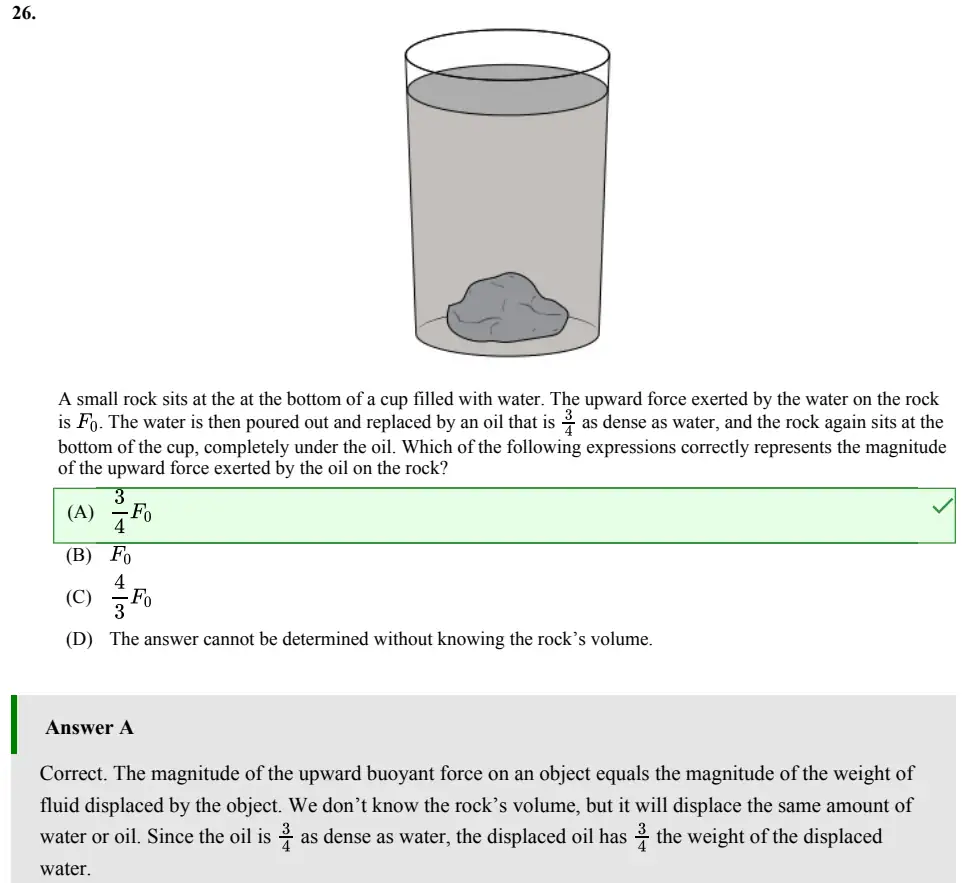 26.
A small rock sits at the at the bottom of a cup filled with water. The upward force exerted by the water on the rock
is F₀. The water is then poured out and replaced by an oil that is 3/4 as dense as water, and the rock again sits at the
bottom of the cup, completely under the oil. Which of the following expressions correctly represents the magnitude
of the upward force exerted by the oil on the rock?
(A) 3/4 F₀
(B) F₀
(C) 4/3 F₀
(D) The answer cannot be determined without knowing the rock’s volume.
Answer A
Correct. The magnitude of the upward buoyant force on an object equals the magnitude of the weight of
fluid displaced by the object. We don’t know the rock’s volume, but it will displace the same amount of
water or oil. Since the oil is 3/4 as dense as water, the displaced oil has 3/4 the weight of the displaced
water.